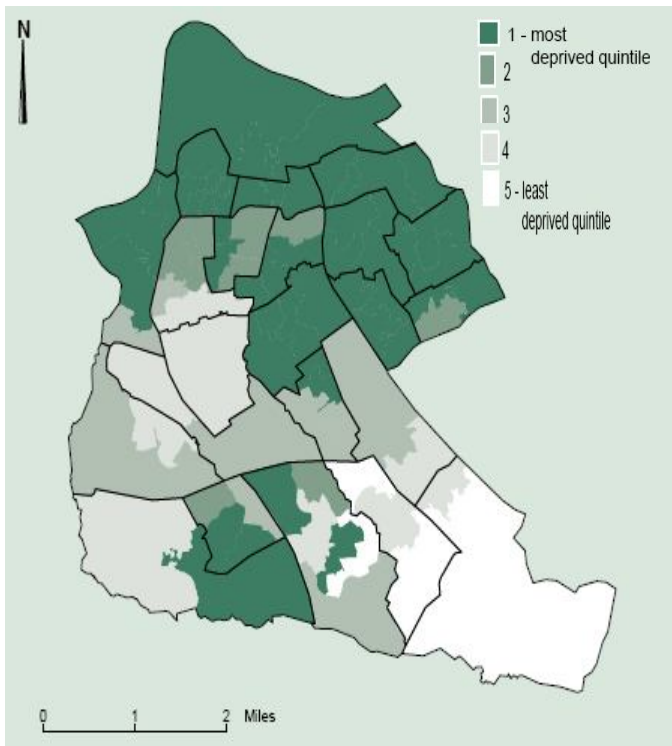 N
1 - most
deprived quintile
2
3
4
5 - least
deprived quintile
0 1 2 Miles